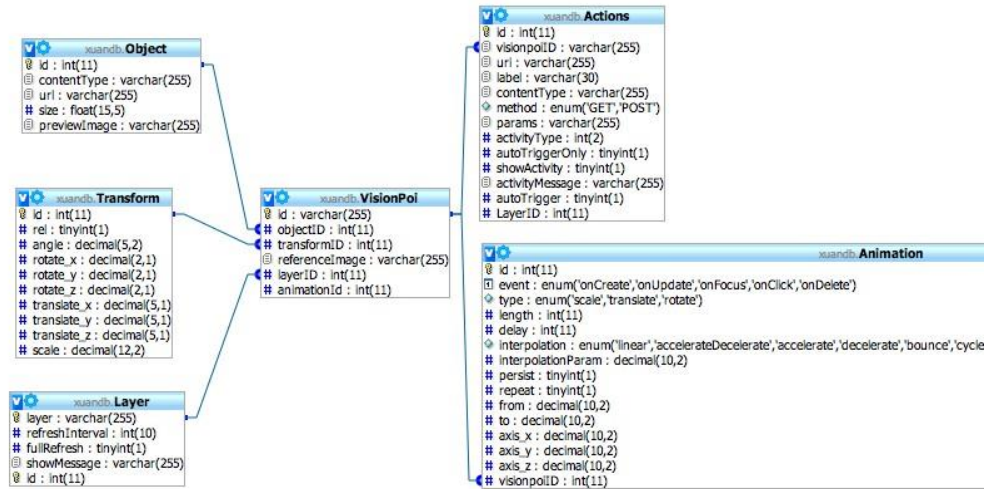 xuandb.Object
id : int(11)
contentType : varchar(255)
url : varchar(255)
size : float(15,5)
previewImage : varchar(255)
xuandb.Transform
id : int(11)
rel : tinyint(1)
angle : decimal(5,2)
rotate_x : decimal(2,1)
rotate_y : decimal(2,1)
rotate_z : decimal(2,1)
translate_x : decimal(5,1)
translate_y : decimal(5,1)
translate_z : decimal(5,1)
scale : decimal(12,2)
xuandb.Layer
layer : varchar(255)
refreshInterval : int(10)
fullRefresh : tinyint(1)
showMessage : varchar(255)
id : int(11)
xuandb.VisionPoi
id : varchar(255)
objectID : int(11)
transformID : int(11)
referenceImage : varchar(255)
layerID : int(11)
animationId : int(11)
xuandb.Actions
id : int(11)
visionpoiID : varchar(255)
uri : varchar(255)
label : varchar(30)
contentType : varchar(255)
method : enum('GET','POST')
params : varchar(255)
activityType : int(2)
autoTriggerOnly : tinyint(1)
showActivity : tinyint(1)
activityMessage : varchar(255)
autoTrigger : tinyint(1)
LayerID : int(11)
xuandb.Animation
id : int(11)
event : enum('onCreate','onUpdate','onFocus','onClick','onDelete')
type : enum('scale','translate','rotate')
length : int(11)
delay : int(11)
interpolation : enum('linear','accelerateDecelerate','accelerate','decelerate','bounce','cycle
interpolationParam : decimal(10,2)
persist : tinyint(1)
repeat : tinyint(1)
from : decimal(10,2)
to : decimal(10,2)
axis_x : decimal(10,2)
axis_y : decimal(10,2)
axis_z : decimal(10,2)
visionpoiID : int(11)